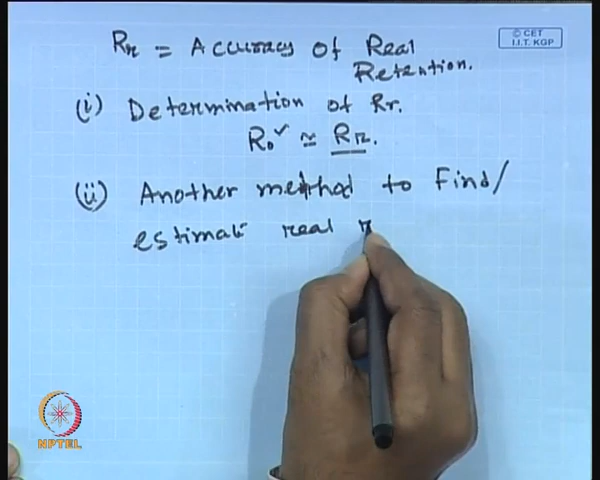 © CET
I.I.T. KGP
Rr = Accuracy of Real
Retention.
(i) Determination of Rr.
Ro ✓ ≃ Rr.
(ii) Another method to Find/
estimate real r
NPTEL